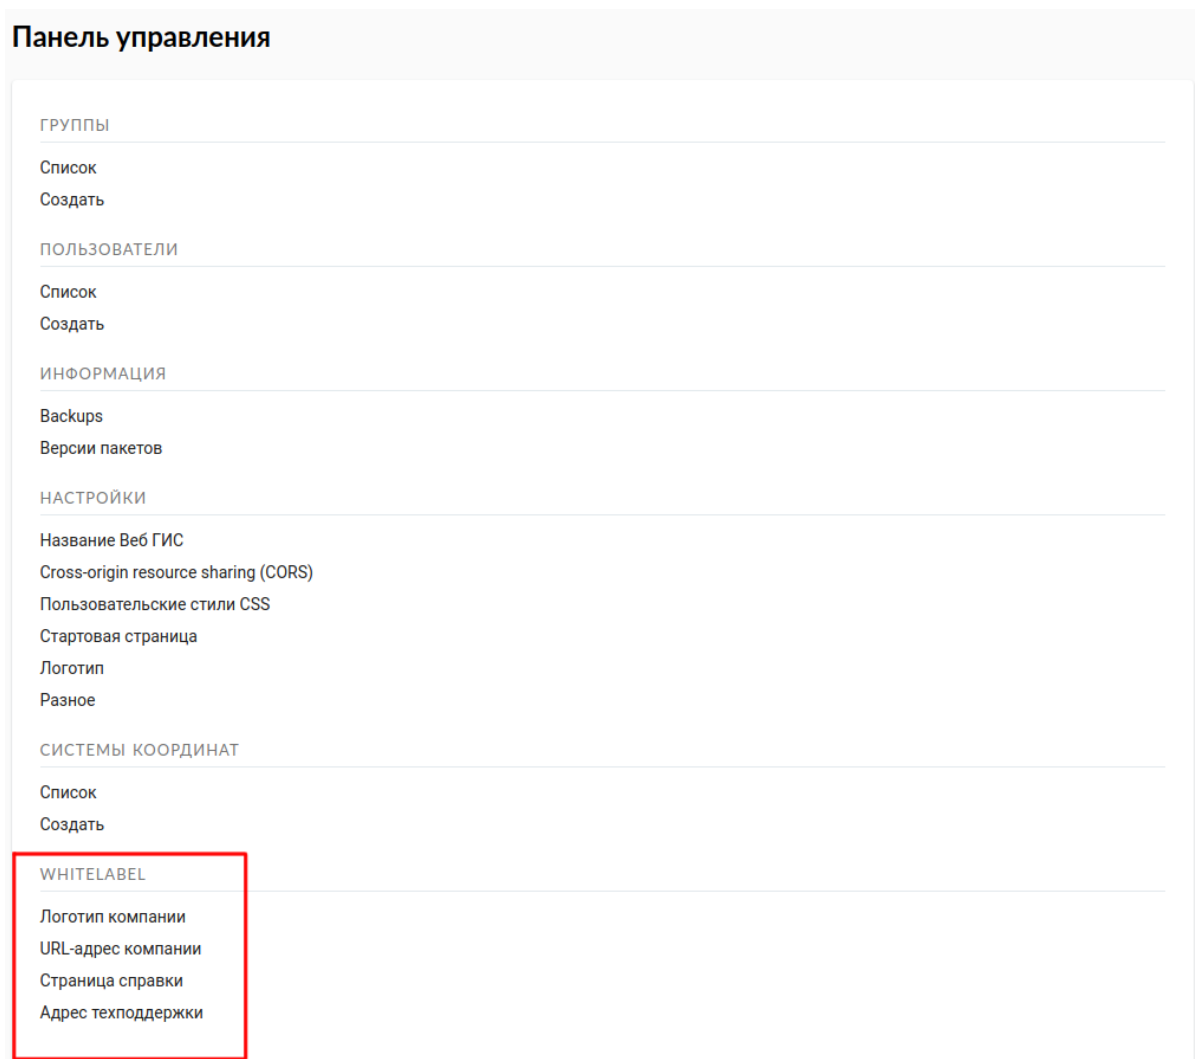 Панель управления
ГРУППЫ
Список
Создать
ПОЛЬЗОВАТЕЛИ
Список
Создать
ИНФОРМАЦИЯ
Backups
Версии пакетов
НАСТРОЙКИ
Название Веб ГИС
Cross-origin resource sharing (CORS)
Пользовательские стили CSS
Стартовая страница
Логотип
Разное
СИСТЕМЫ КООРДИНАТ
Список
Создать
WHITELABEL
Логотип компании
URL-адрес компании
Страница справки
Адрес техподдержки